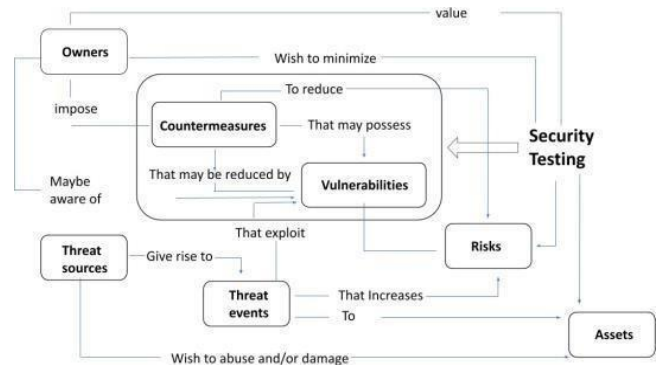 value
Owners
Wish to minimize
To reduce
impose
Countermeasures
That may possess
Security
Testing
That may be reduced by
Vulnerabilities
Maybe
aware of
That exploit
Threat
sources
Give rise to
Risks
Threat
events
That Increases
To
Assets
Wish to abuse and/or damage